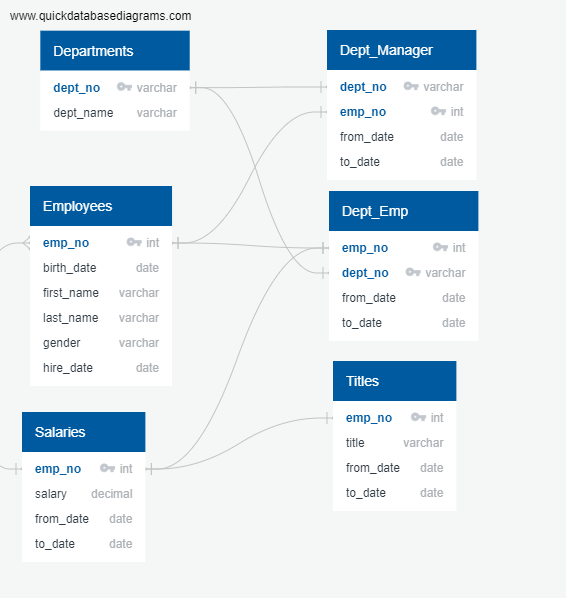 www.quickdatabasediagrams.com
Departments
dept_no varchar
dept_name varchar
Dept_Manager
dept_no varchar
emp_no int
from_date date
to_date date
Employees
emp_no int
birth_date date
first_name varchar
last_name varchar
gender varchar
hire_date date
Dept_Emp
emp_no int
dept_no varchar
from_date date
to_date date
Salaries
emp_no int
salary decimal
from_date date
to_date date
Titles
emp_no int
title varchar
from_date date
to_date date